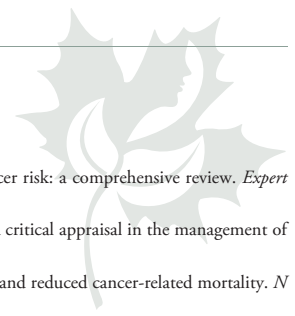 cer risk: a comprehensive review. Expert
critical appraisal in the management of
and reduced cancer-related mortality. N